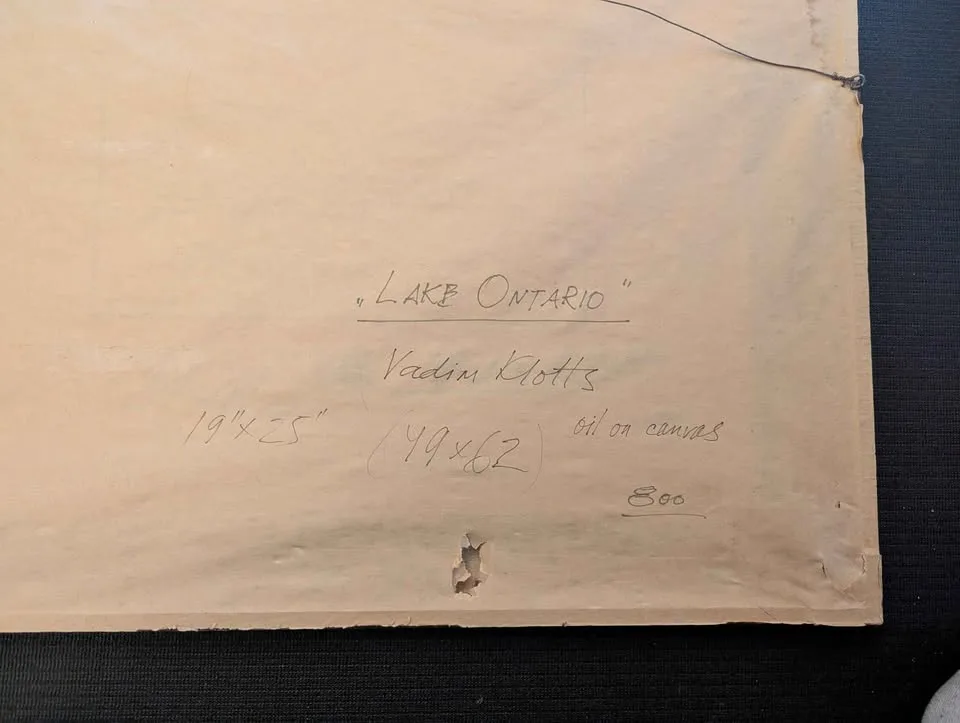 „LAKE ONTARIO"
Vadim Klotts
19"x25" (49x62) oil on canvas
800